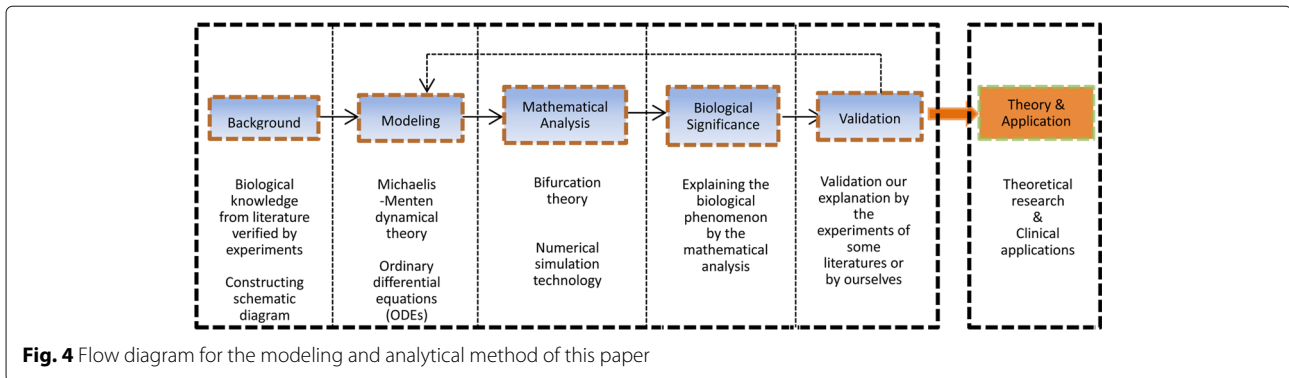 Background
Modeling
Mathematical
Analysis
Biological
Significance
Validation
Theory &
Application
Biological
knowledge
from literature
verified by
experiments
Constructing
schematic
diagram
Michaelis
-Menten
dynamical
theory
Ordinary
differential
equations
(ODEs)
Bifurcation
theory
Numerical
simulation
technology
Explaining the
biological
phenomenon
by the
mathematical
analysis
Validation our
explanation by
the
experiments of
some
literatures or
by ourselves
Theoretical
research
&
Clinical
applications
Fig. 4 Flow diagram for the modeling and analytical method of this paper